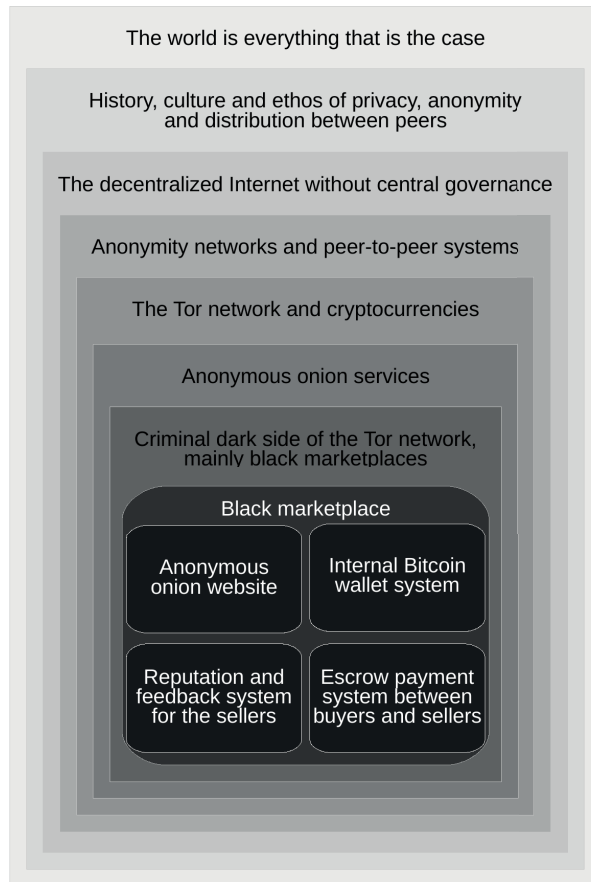 The world is everything that is the case
History, culture and ethos of privacy, anonymity
and distribution between peers
The decentralized Internet without central governance
Anonymity networks and peer-to-peer systems
The Tor network and cryptocurrencies
Anonymous onion services
Criminal dark side of the Tor network,
mainly black marketplaces
Black marketplace
Anonymous
onion website
Internal Bitcoin
wallet system
Reputation and
feedback system
for the sellers
Escrow payment
system between
buyers and sellers